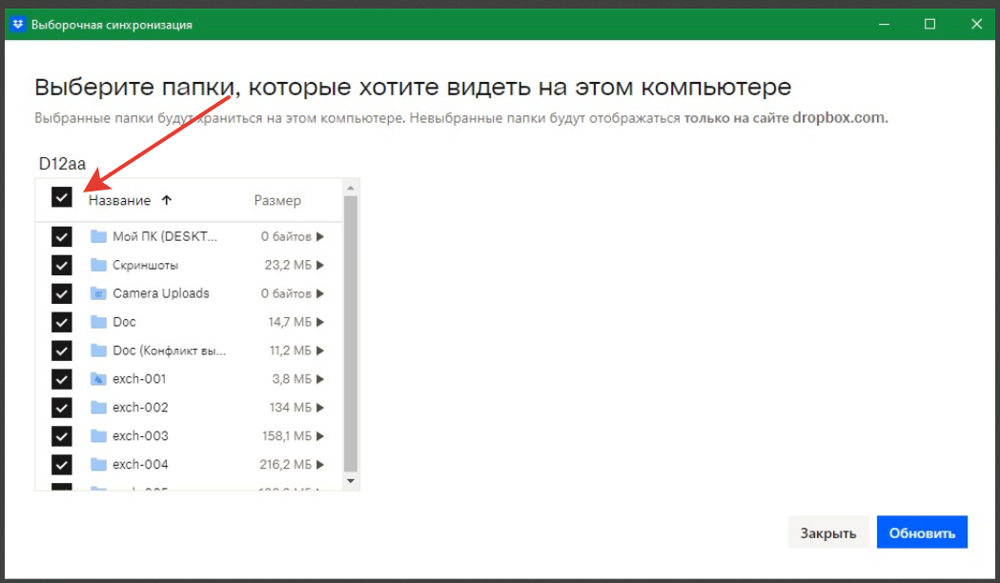 Выборочная синхронизация
Выберите папки, которые хотите видеть на этом компьютере
Выбранные папки будут храниться на этом компьютере. Невыбранные папки будут отображаться только на сайте dropbox.com.
D12aa
Название Размер
Мой ПК (DESKT... 0 байтов
Скриншоты 23,2 МБ
Camera Uploads 0 байтов
Doc 14,7 МБ
Doc (Конфликт вы... 11,2 МБ
exch-001 3,8 МБ
exch-002 134 МБ
exch-003 158,1 МБ
exch-004 216,2 МБ
Закрыть Обновить